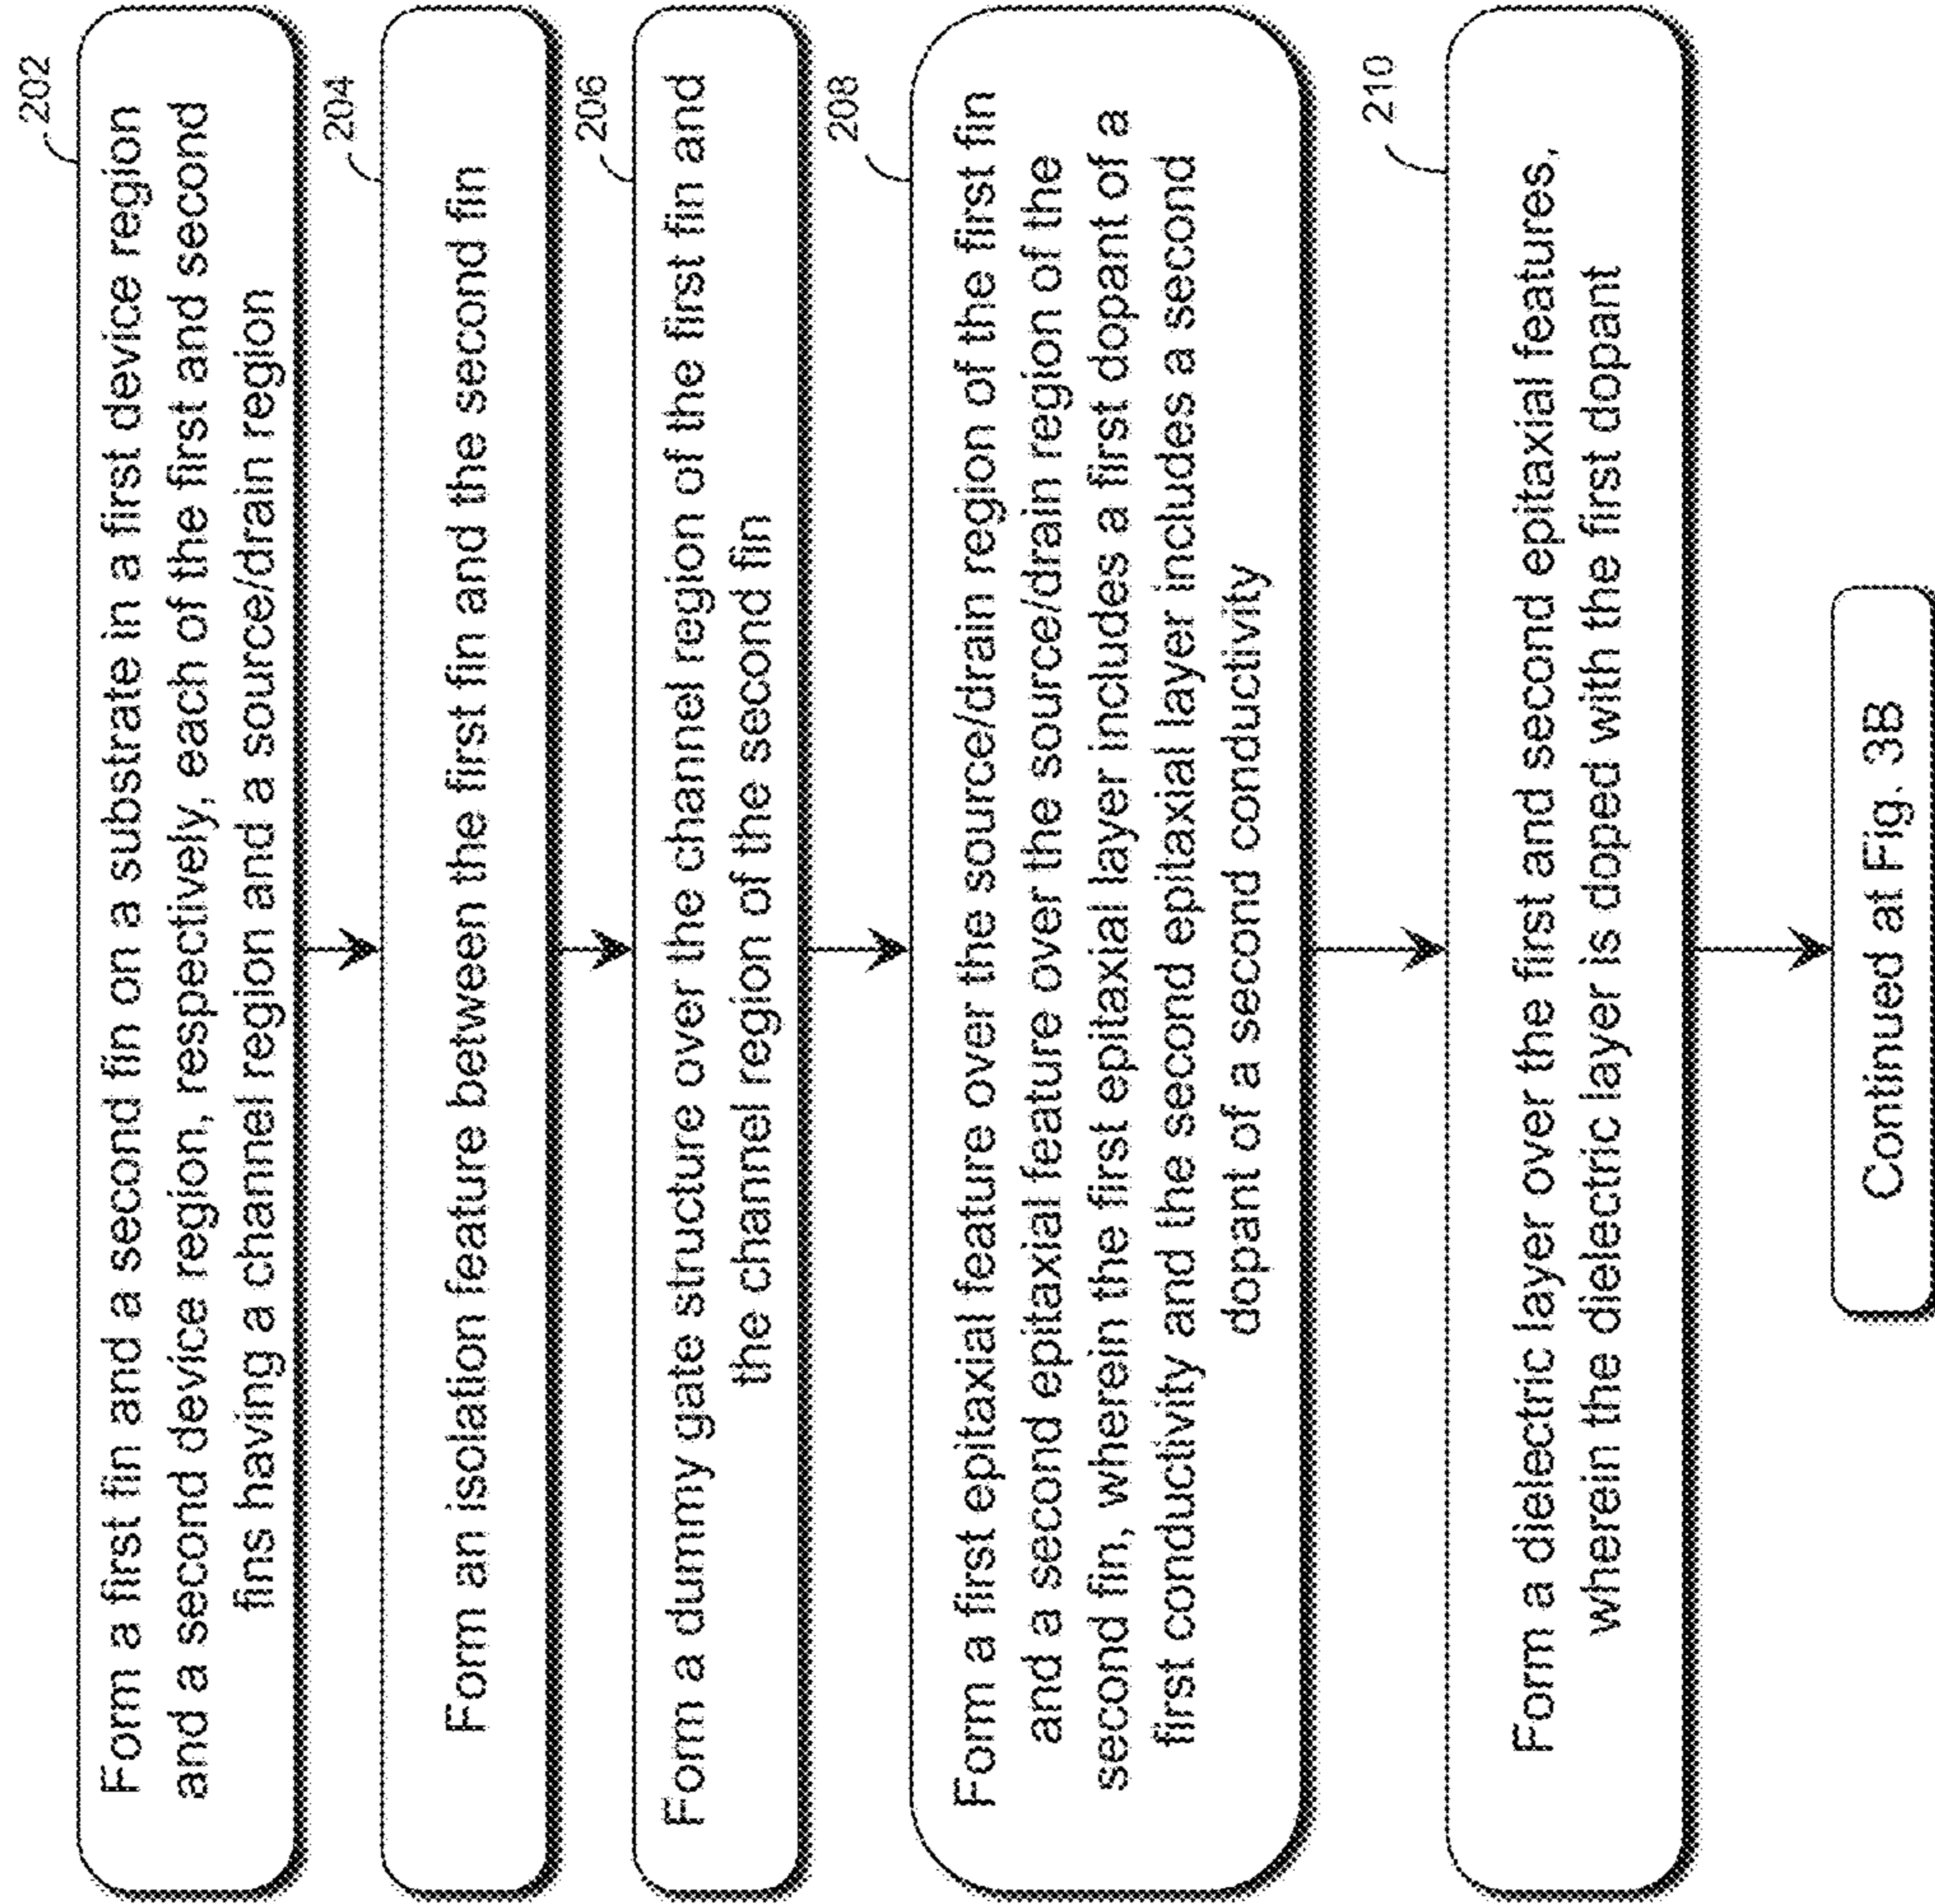 202
Form a first fin and a second fin on a substrate in a first device region
and a second device region, respectively, each of the first and second
fins having a channel region and a source/drain region
204
Form an isolation feature between the first fin and the second fin
206
Form a dummy gate structure over the channel region of the first fin and
the channel region of the second fin
208
Form a first epitaxial feature over the source/drain region of the first fin
and a second epitaxial feature over the source/drain region of the
second fin, wherein the first epitaxial layer includes a first dopant of a
first conductivity and the second epitaxial layer includes a second
dopant of a second conductivity
210
Form a dielectric layer over the first and second epitaxial features,
wherein the dielectric layer is doped with the first dopant
Continued at Fig. 3B